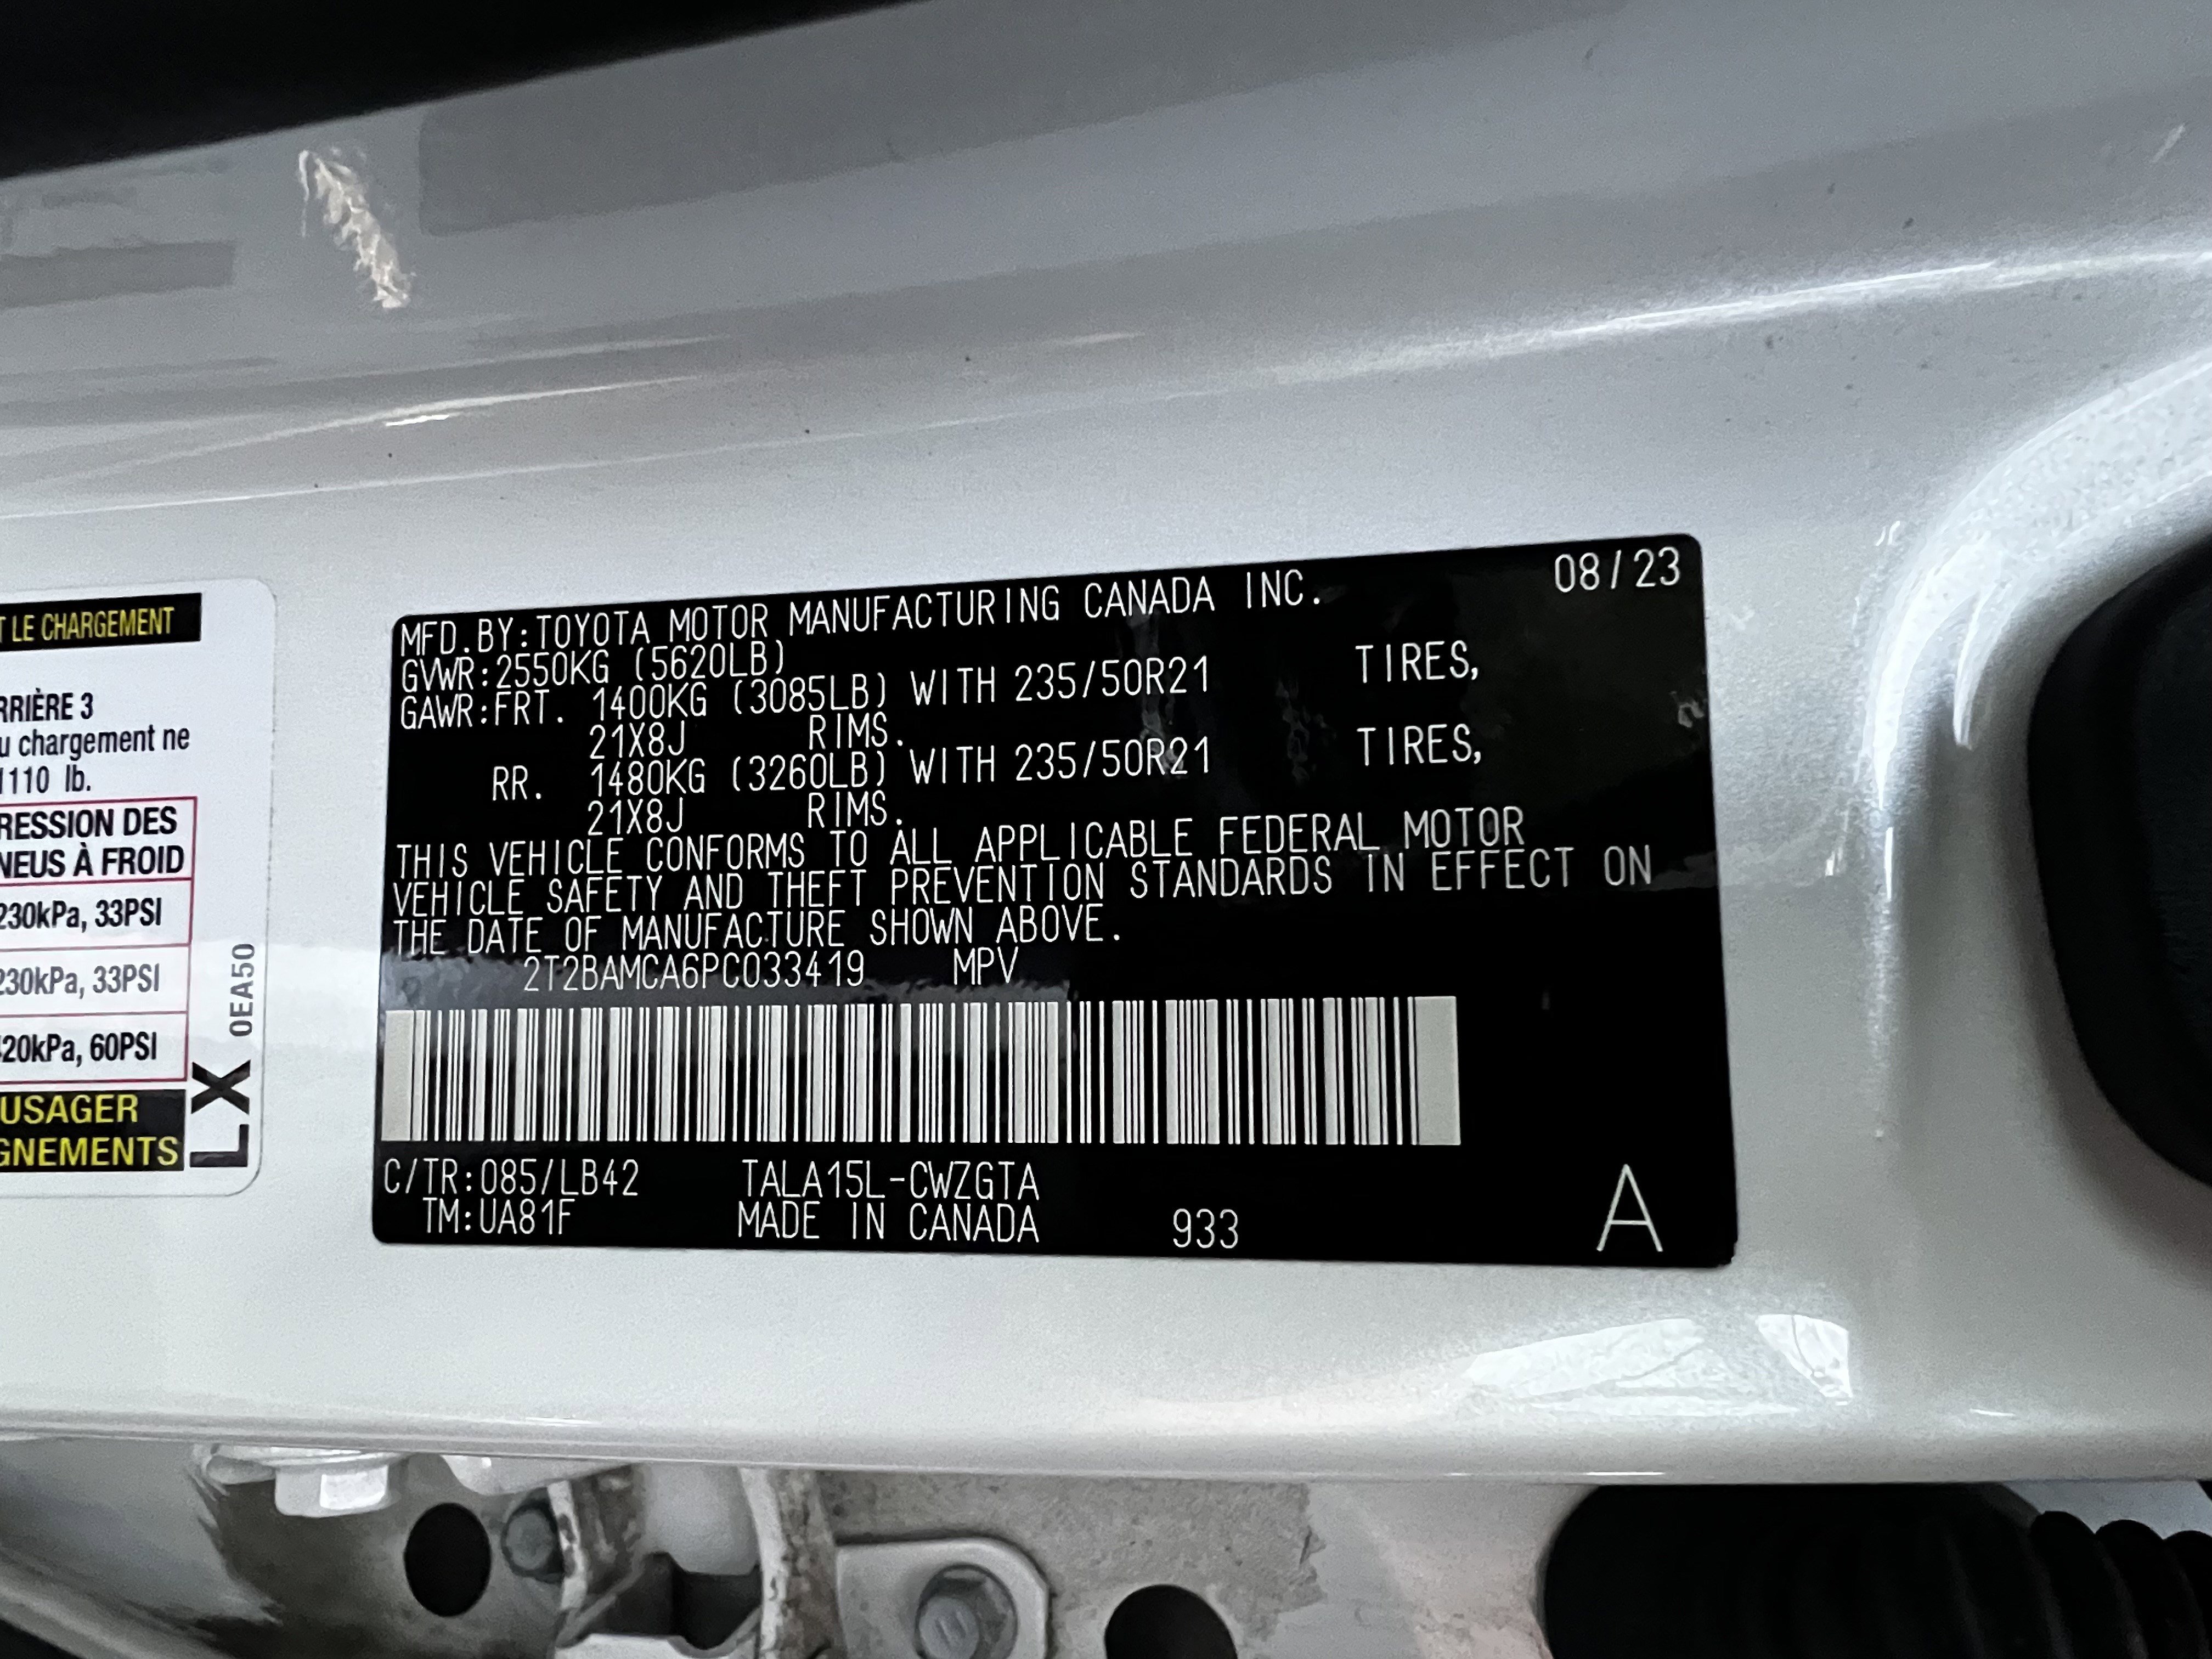 T LE CHARGEMENT
RRIÈRE 3
u chargement ne
1110 lb.
RESSION DES
NEUS À FROID
230kPa, 33PSI
230kPa, 33PSI
420kPa, 60PSI
USAGER
GNEMENTS
LX 0EA50
08/23
MFD.BY:TOYOTA MOTOR MANUFACTURING CANADA INC.
GVWR:2550KG (5620LB)
GAWR:FRT. 1400KG (3085LB) WITH 235/50R21 TIRES,
21X8J RIMS.
RR. 1480KG (3260LB) WITH 235/50R21 TIRES,
21X8J RIMS.
THIS VEHICLE CONFORMS TO ALL APPLICABLE FEDERAL MOTOR
VEHICLE SAFETY AND THEFT PREVENTION STANDARDS IN EFFECT ON
THE DATE OF MANUFACTURE SHOWN ABOVE.
2T2BAMCA6PC033419 MPV
C/TR:085/LB42 TALA15L-CWZGTA
TM:UA81F MADE IN CANADA 933 A